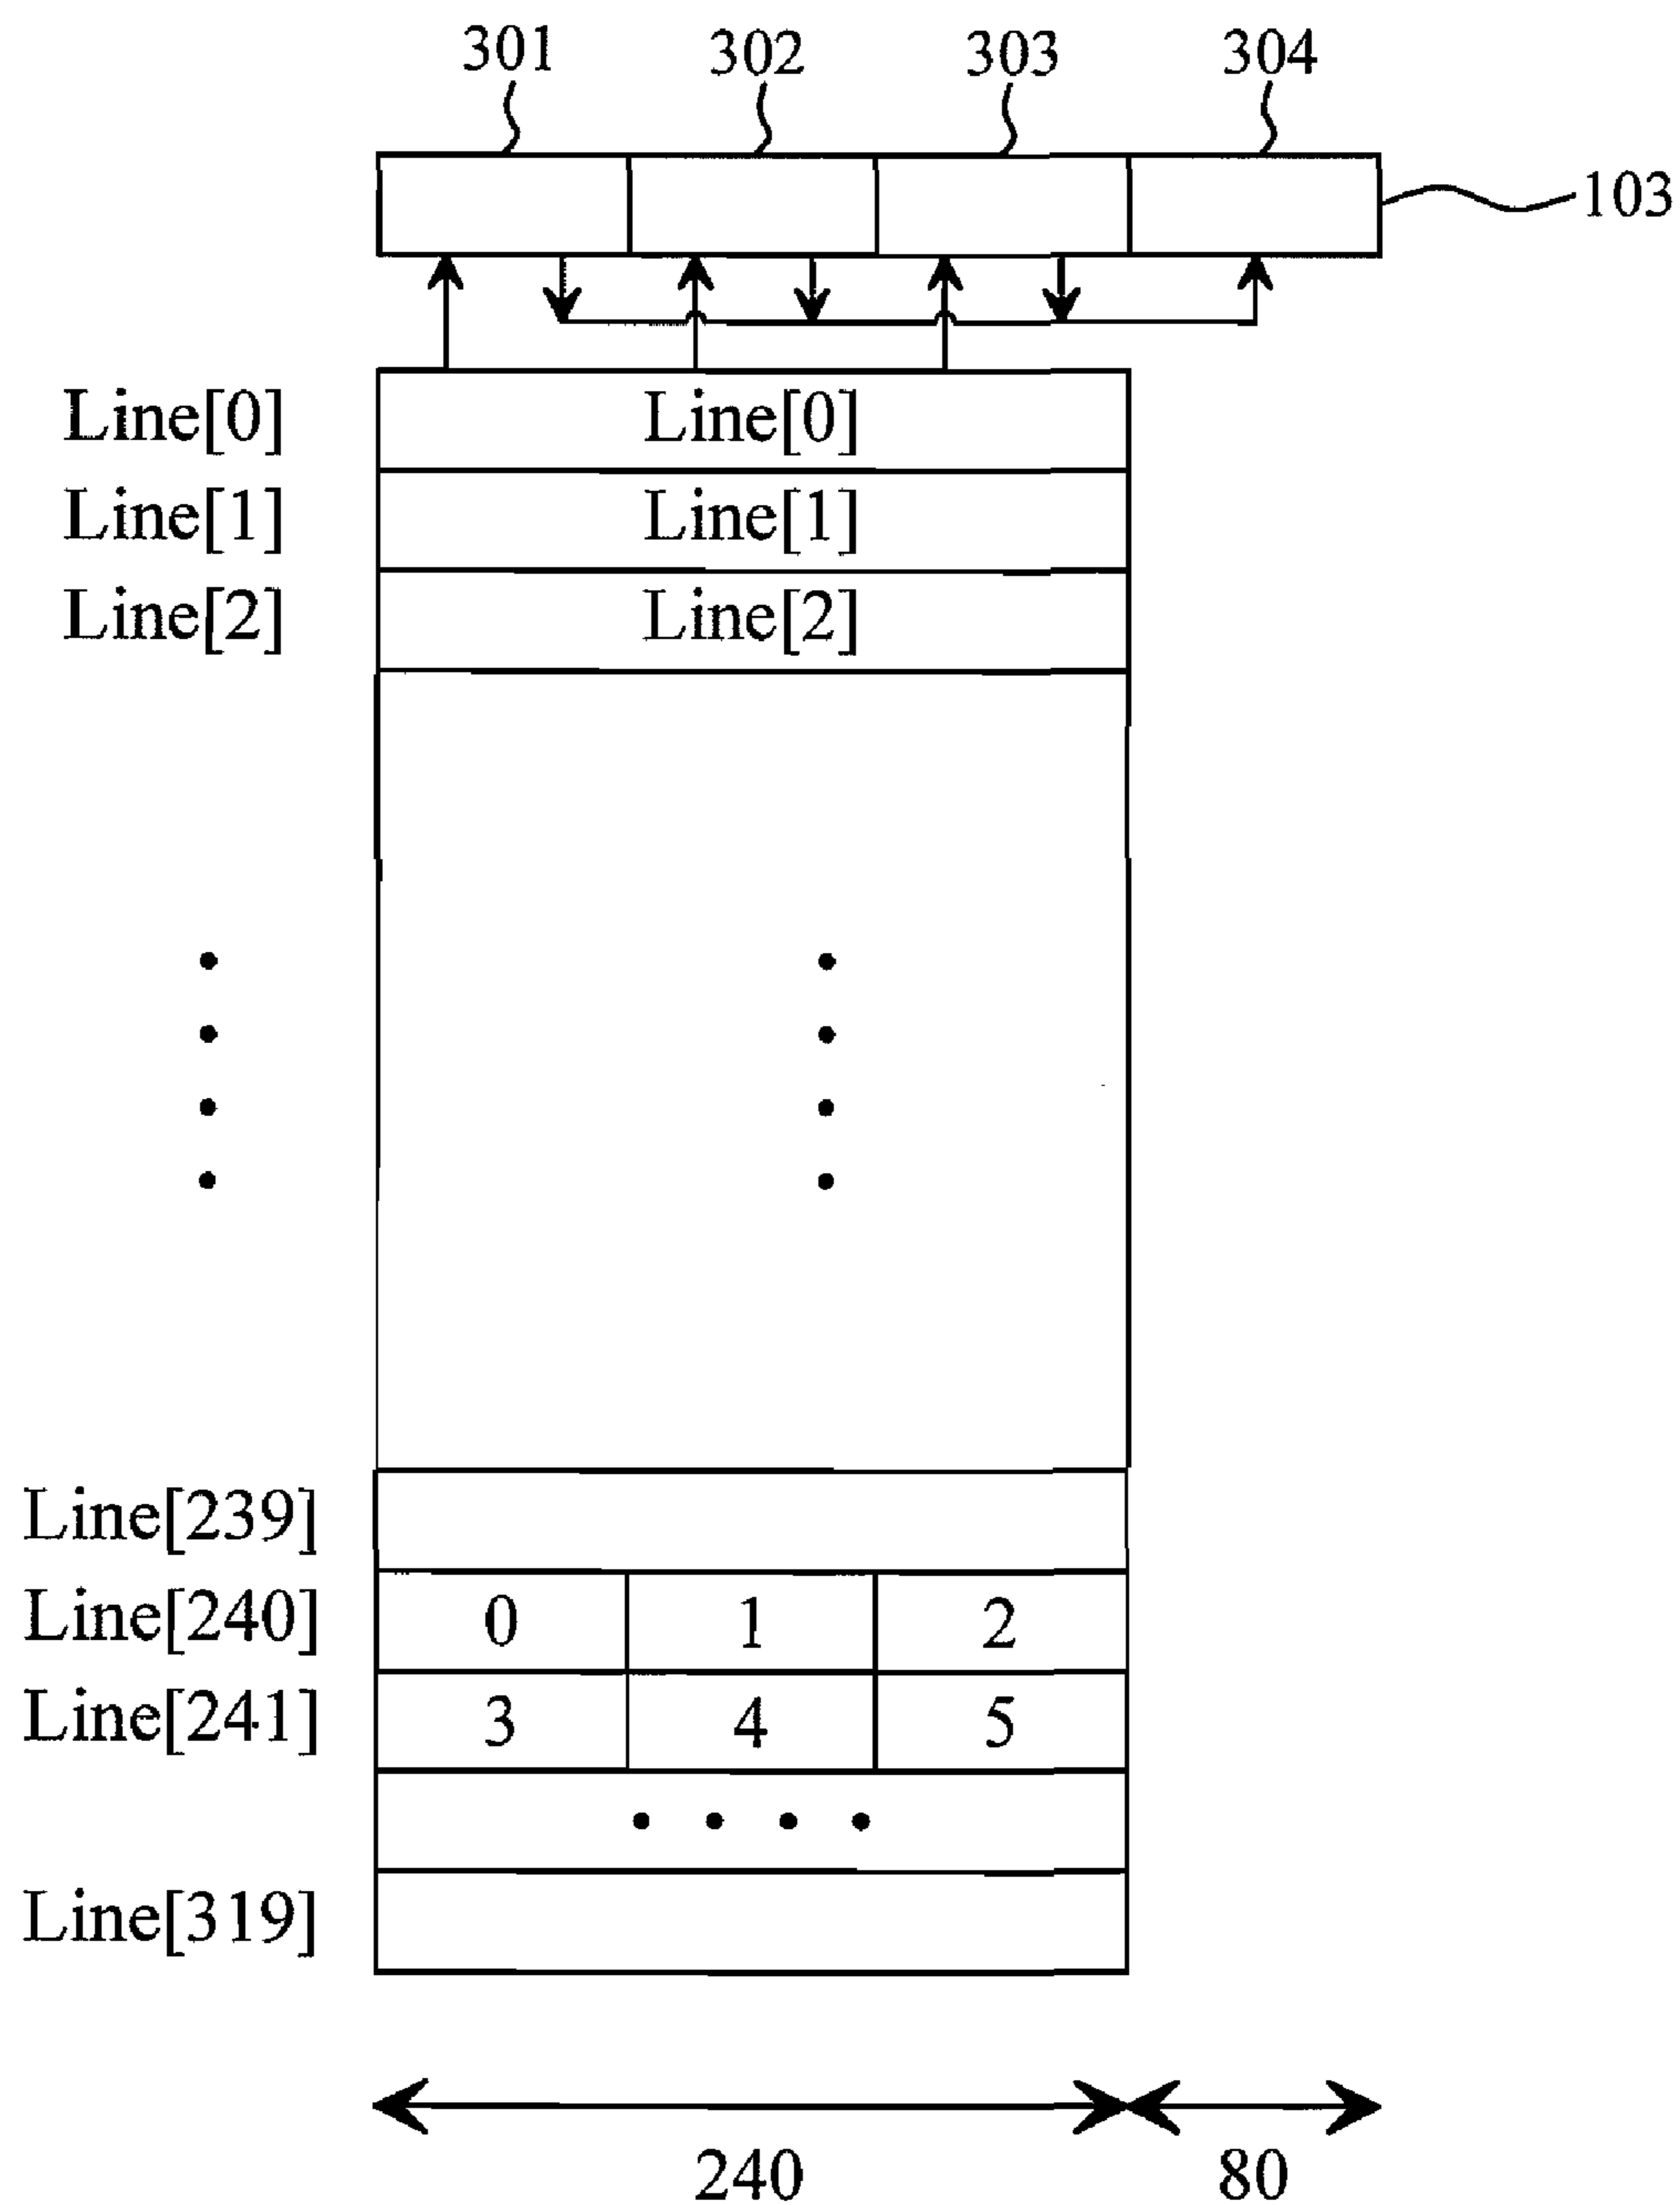 301 302 303 304
103
Line[0] Line[0]
Line[1] Line[1]
Line[2] Line[2]
Line[239]
Line[240] 0 1 2
Line[241] 3 4 5
Line[319]
240 80